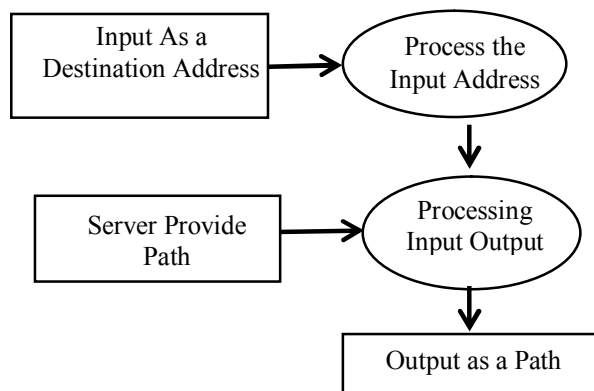 Input As a
Destination Address
Process the
Input Address
Server Provide
Path
Processing
Input Output
Output as a Path